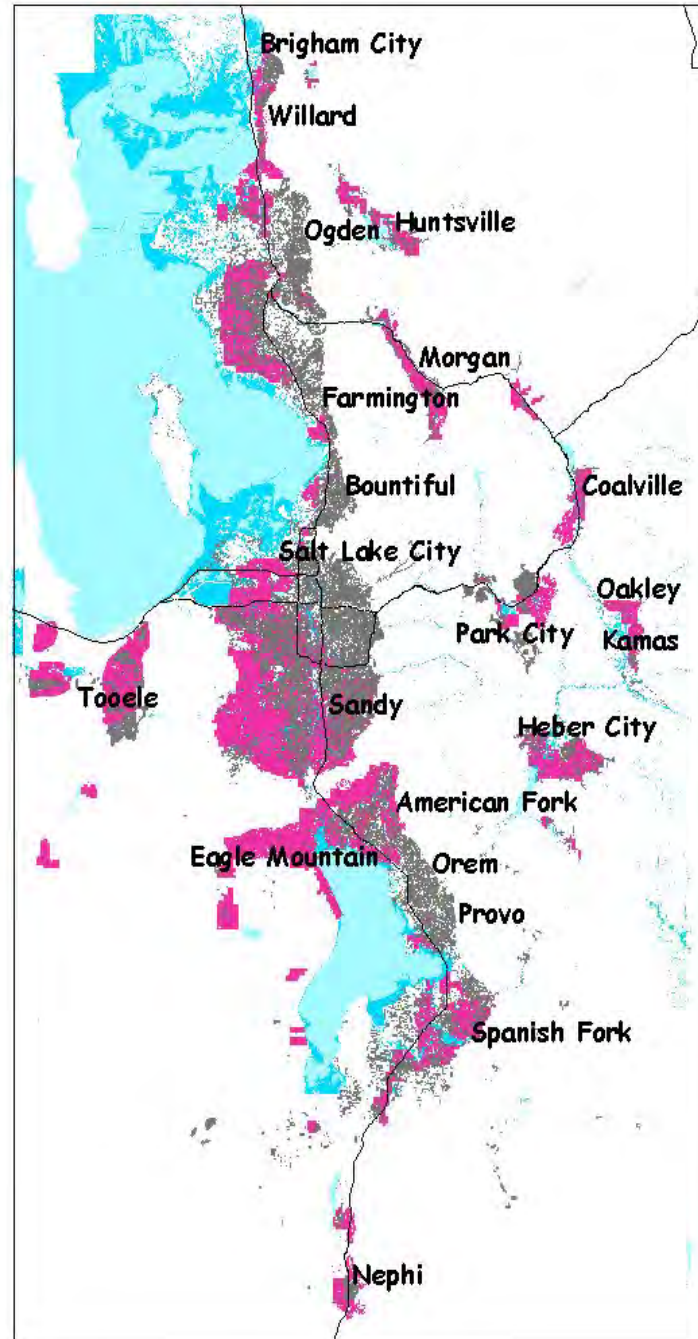 Brigham City
Willard
Ogden
Huntsville
Morgan
Farmington
Bountiful
Coalville
Salt Lake City
Oakley
Park City
Kamas
Tooele
Sandy
Heber City
American Fork
Eagle Mountain
Orem
Provo
Spanish Fork
Nephi